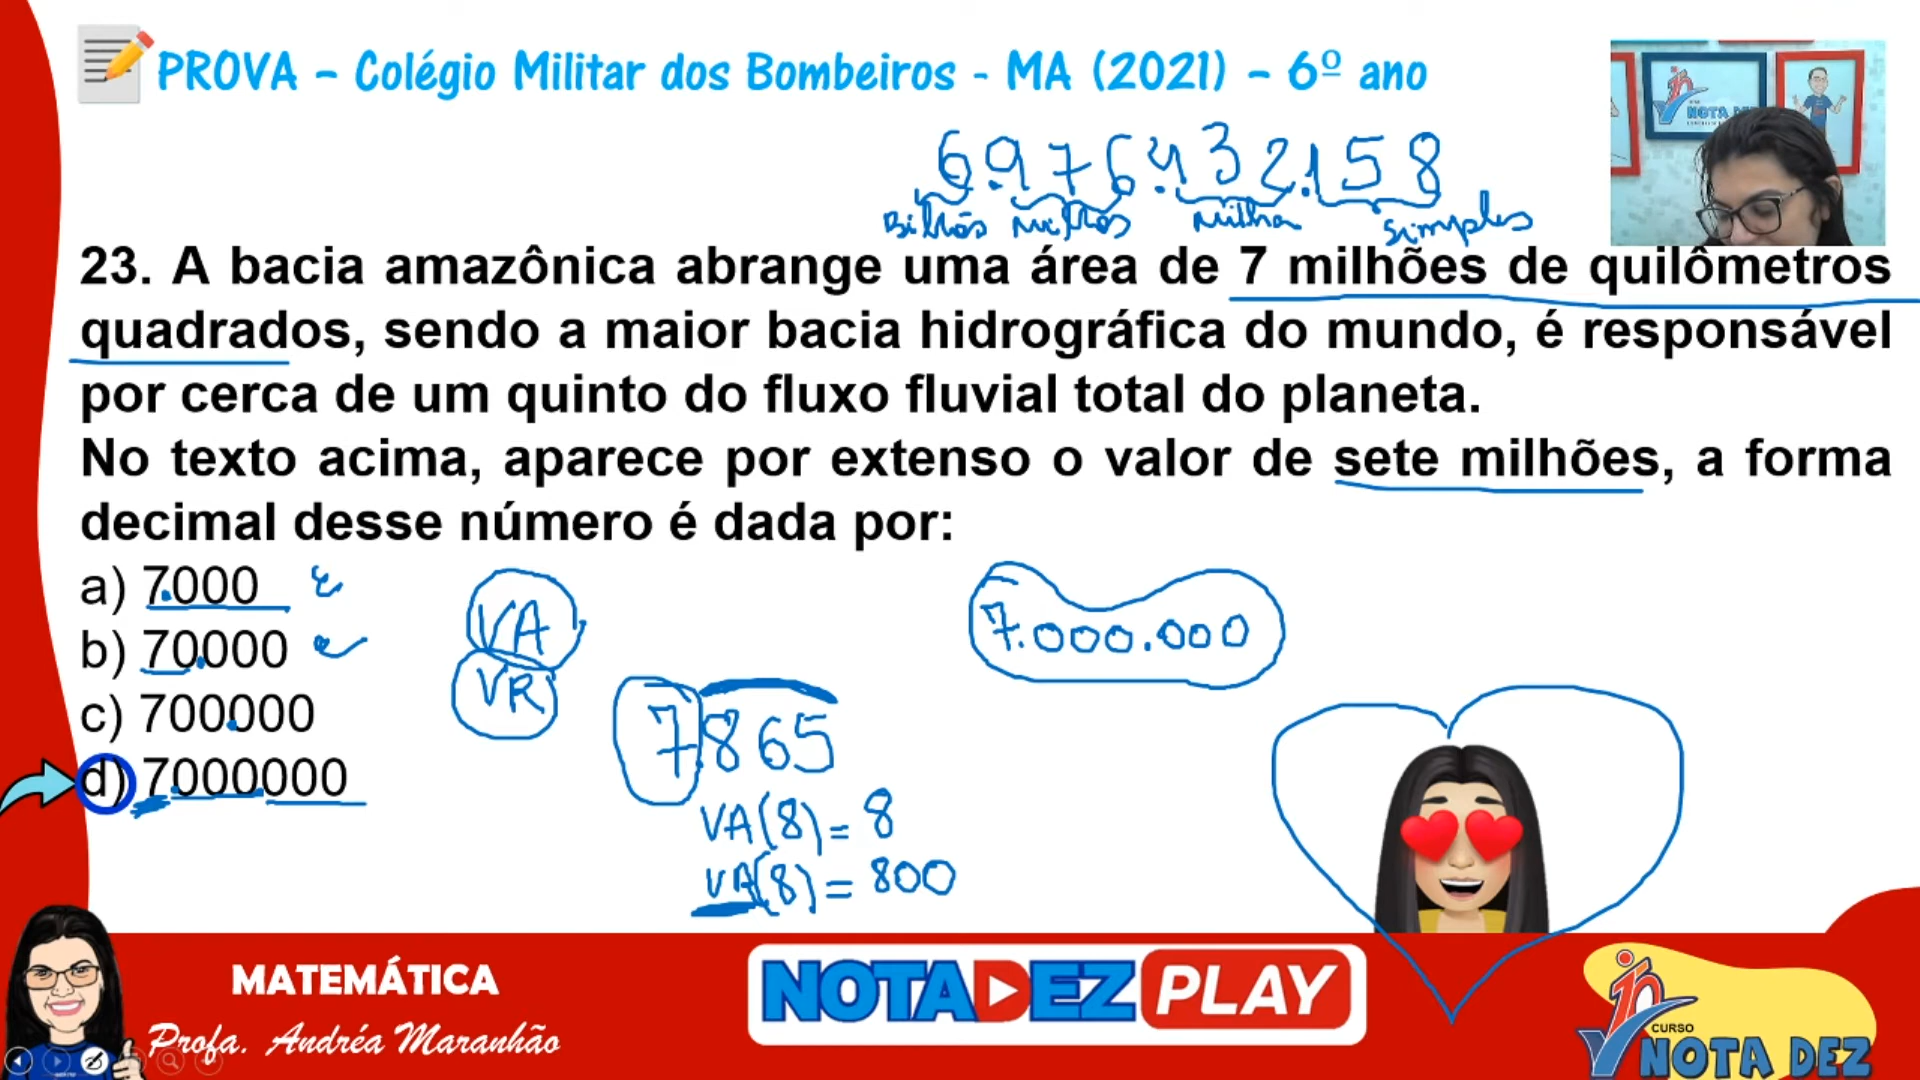 PROVA - Colégio Militar dos Bombeiros - MA (2021) - 6º ano
NOTA DEZ
6.976.432.158
Bilhões milhões milhar simples
23. A bacia amazônica abrange uma área de 7 milhões de quilômetros
quadrados, sendo a maior bacia hidrográfica do mundo, é responsável
por cerca de um quinto do fluxo fluvial total do planeta.
No texto acima, aparece por extenso o valor de sete milhões, a forma
decimal desse número é dada por:
a) 7000
b) 70000
c) 700000
d) 7000000
VA
VR
7.000.000
7.865
VA(8) = 8
VA(8) = 800
MATEMÁTICA
Profa. Andréa Maranhão
NOTADEZ PLAY
CURSO
NOTA DEZ